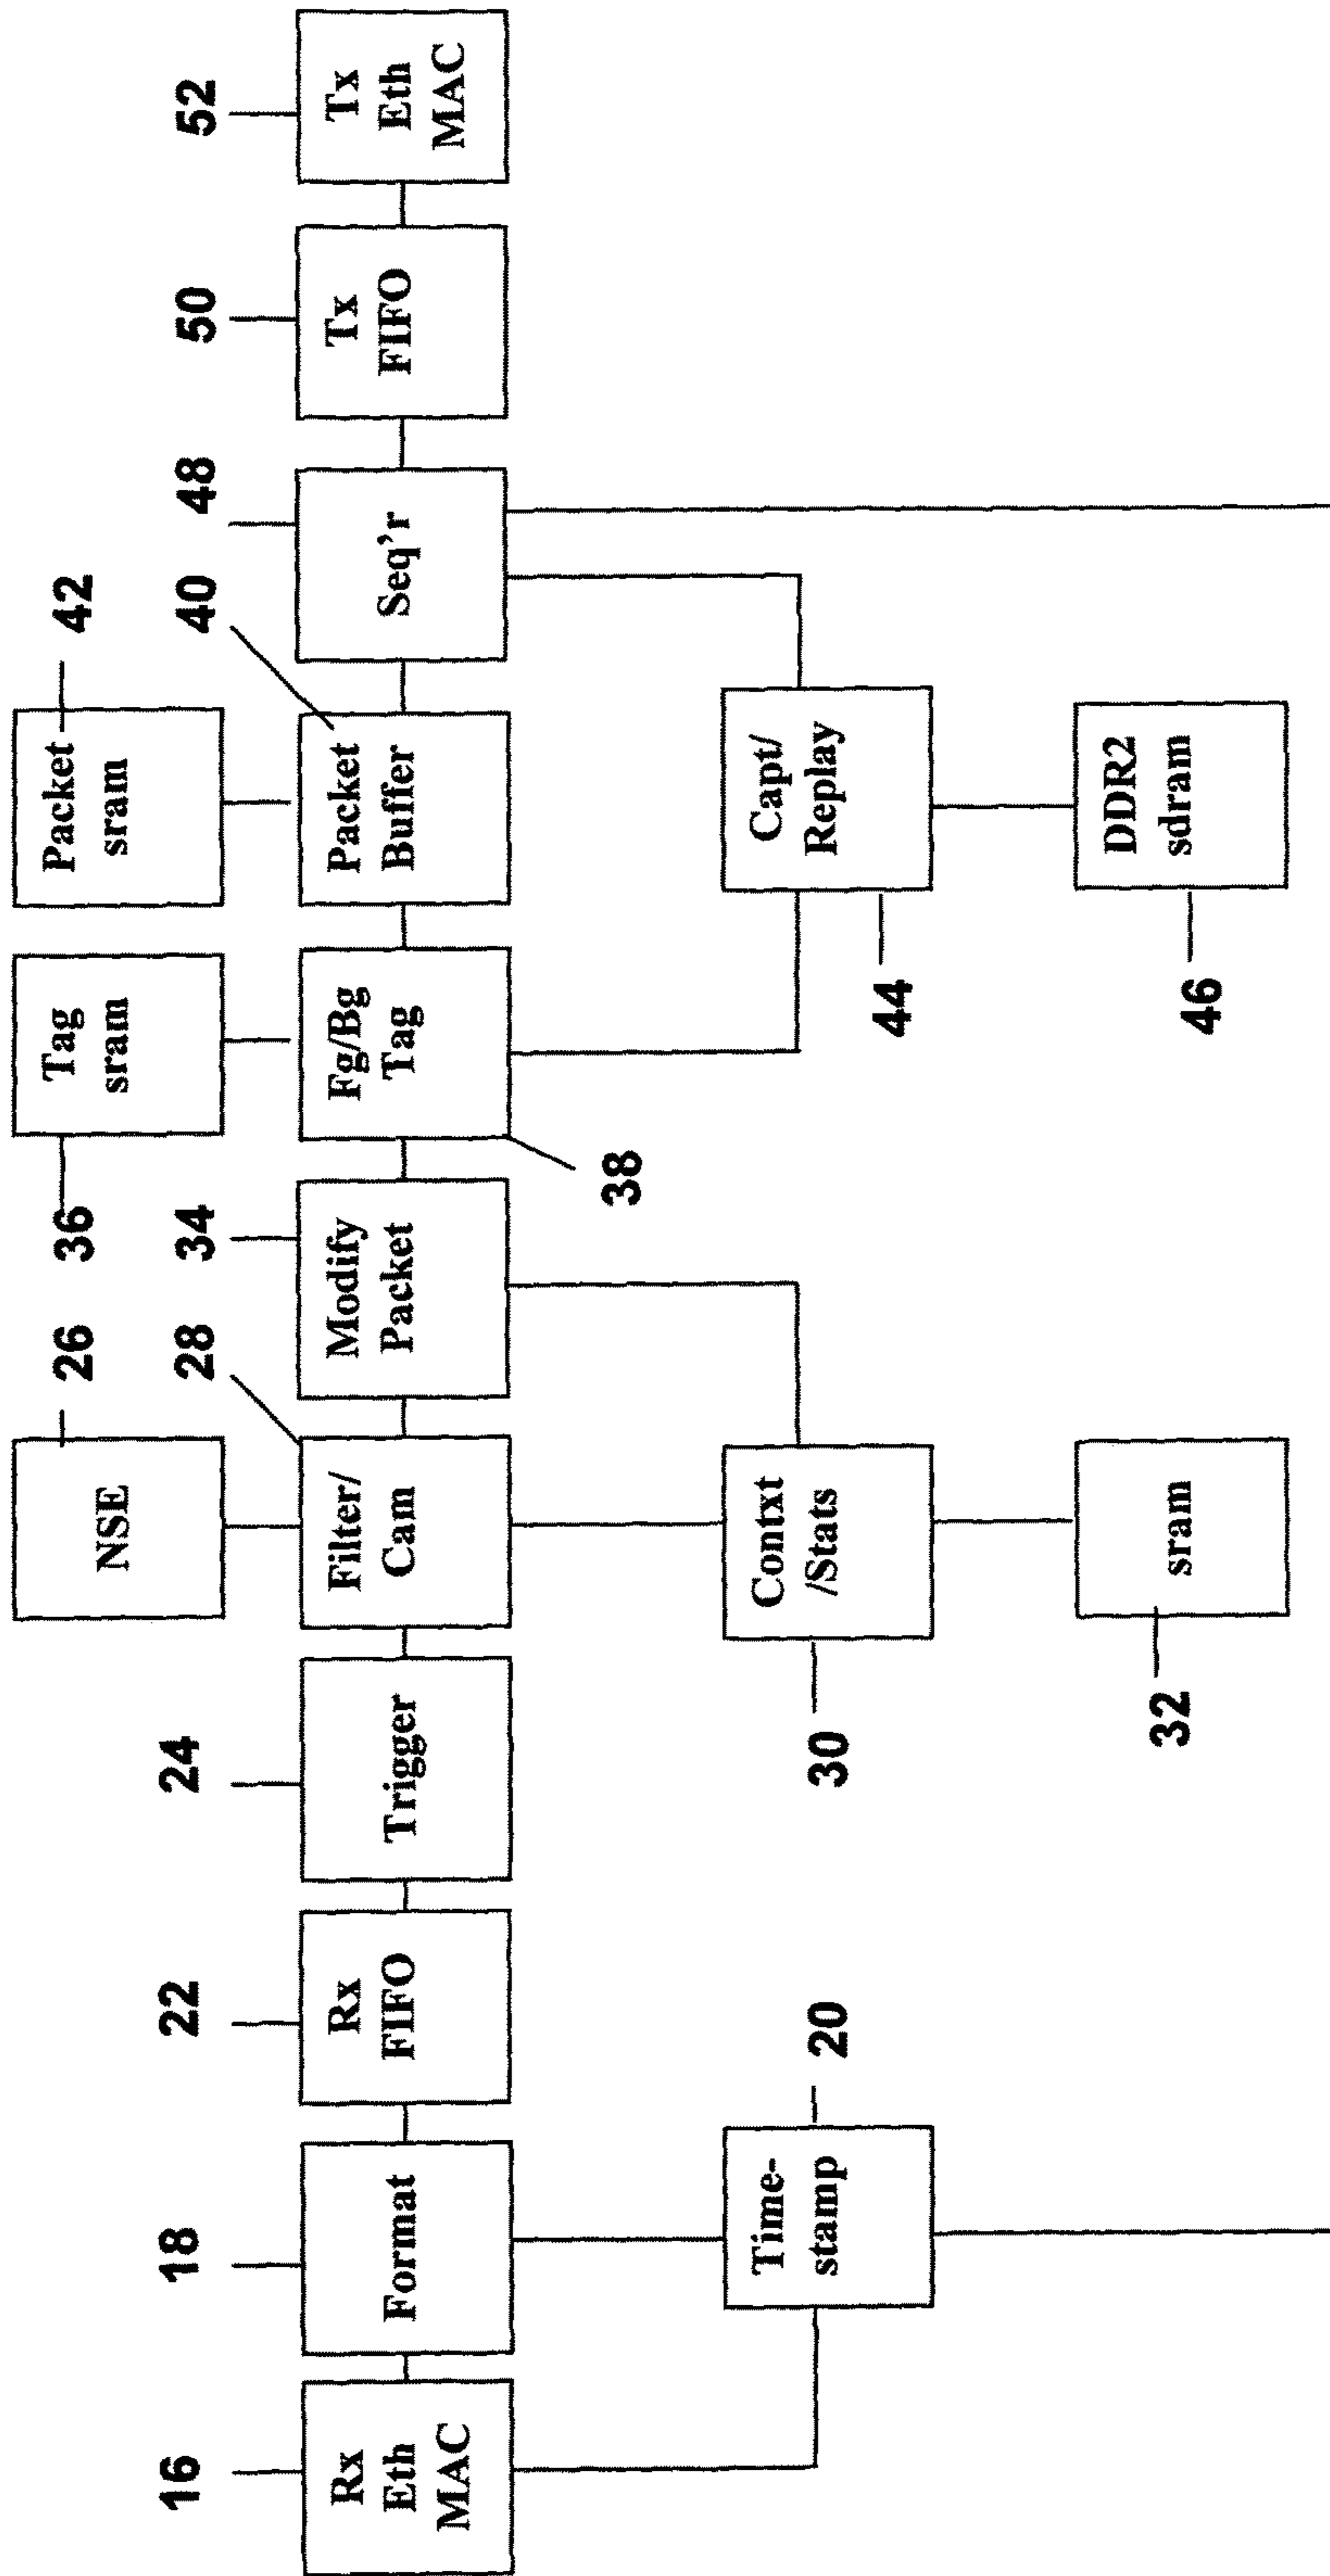 26
36
42
NSE
Tag
sram
Packet
sram
16
18
22
24
28
34
40
48
50
52
Rx
Eth
MAC
Format
Rx
FIFO
Trigger
Filter/
Cam
Modify
Packet
Fg/Bg
Tag
Packet
Buffer
Seq'r
Tx
FIFO
Tx
Eth
MAC
38
Time-
stamp
20
Contxt
/Stats
30
Capt/
Replay
44
sram
32
DDR2
sdram
46